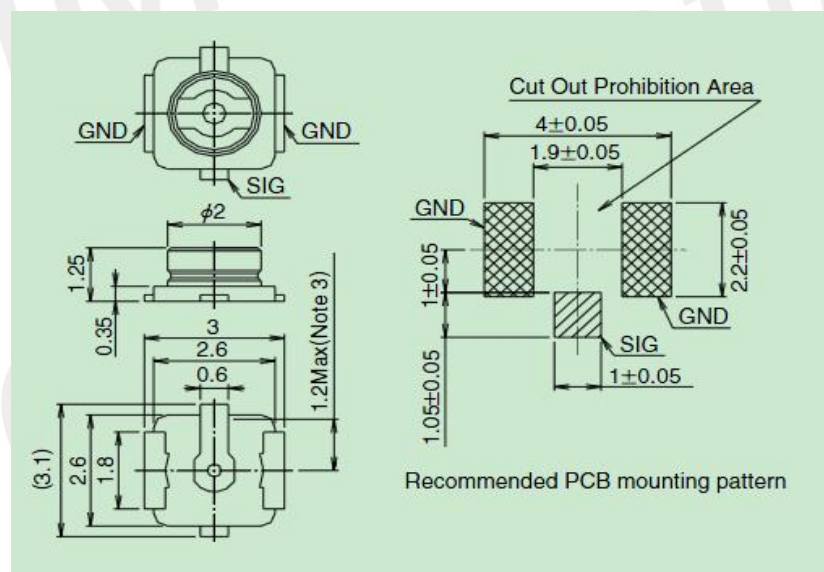 Cut Out Prohibition Area
4±0.05
1.9±0.05
GND
GND
SIG
GND
φ2
1.25
0.35
1±0.05
2.2±0.05
GND
SIG
1.05±0.05
1±0.05
3
2.6
0.6
1.2Max(Note 3)
(3.1)
2.6
1.8
Recommended PCB mounting pattern